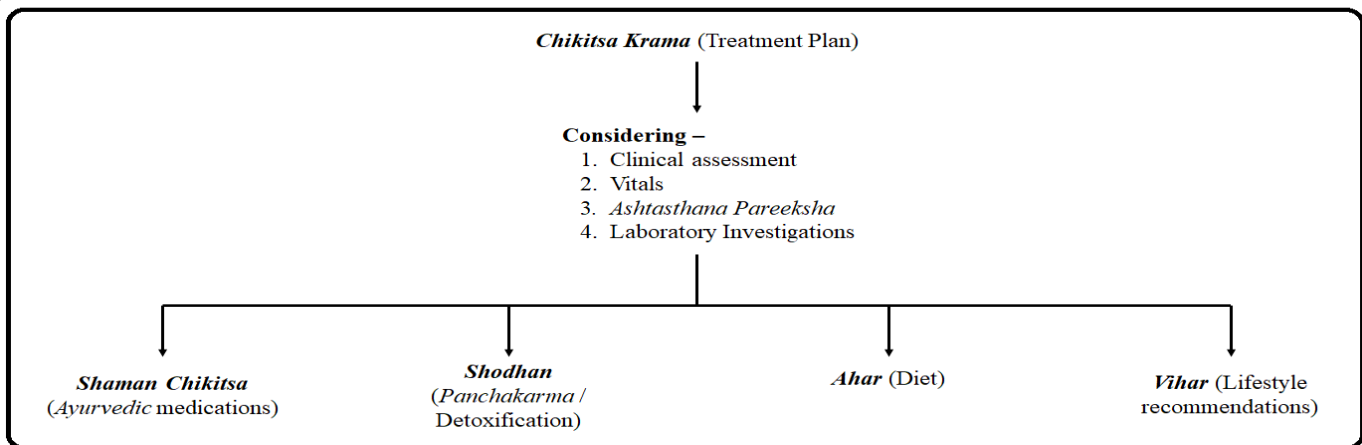 Chikitsa Krama (Treatment Plan)
Considering –
1. Clinical assessment
2. Vitals
3. Ashtasthana Pareeksha
4. Laboratory Investigations
Shaman Chikitsa
(Ayurvedic medications)
Shodhan
(Panchakarma /
Detoxification)
Ahar (Diet)
Vihar (Lifestyle
recommendations)